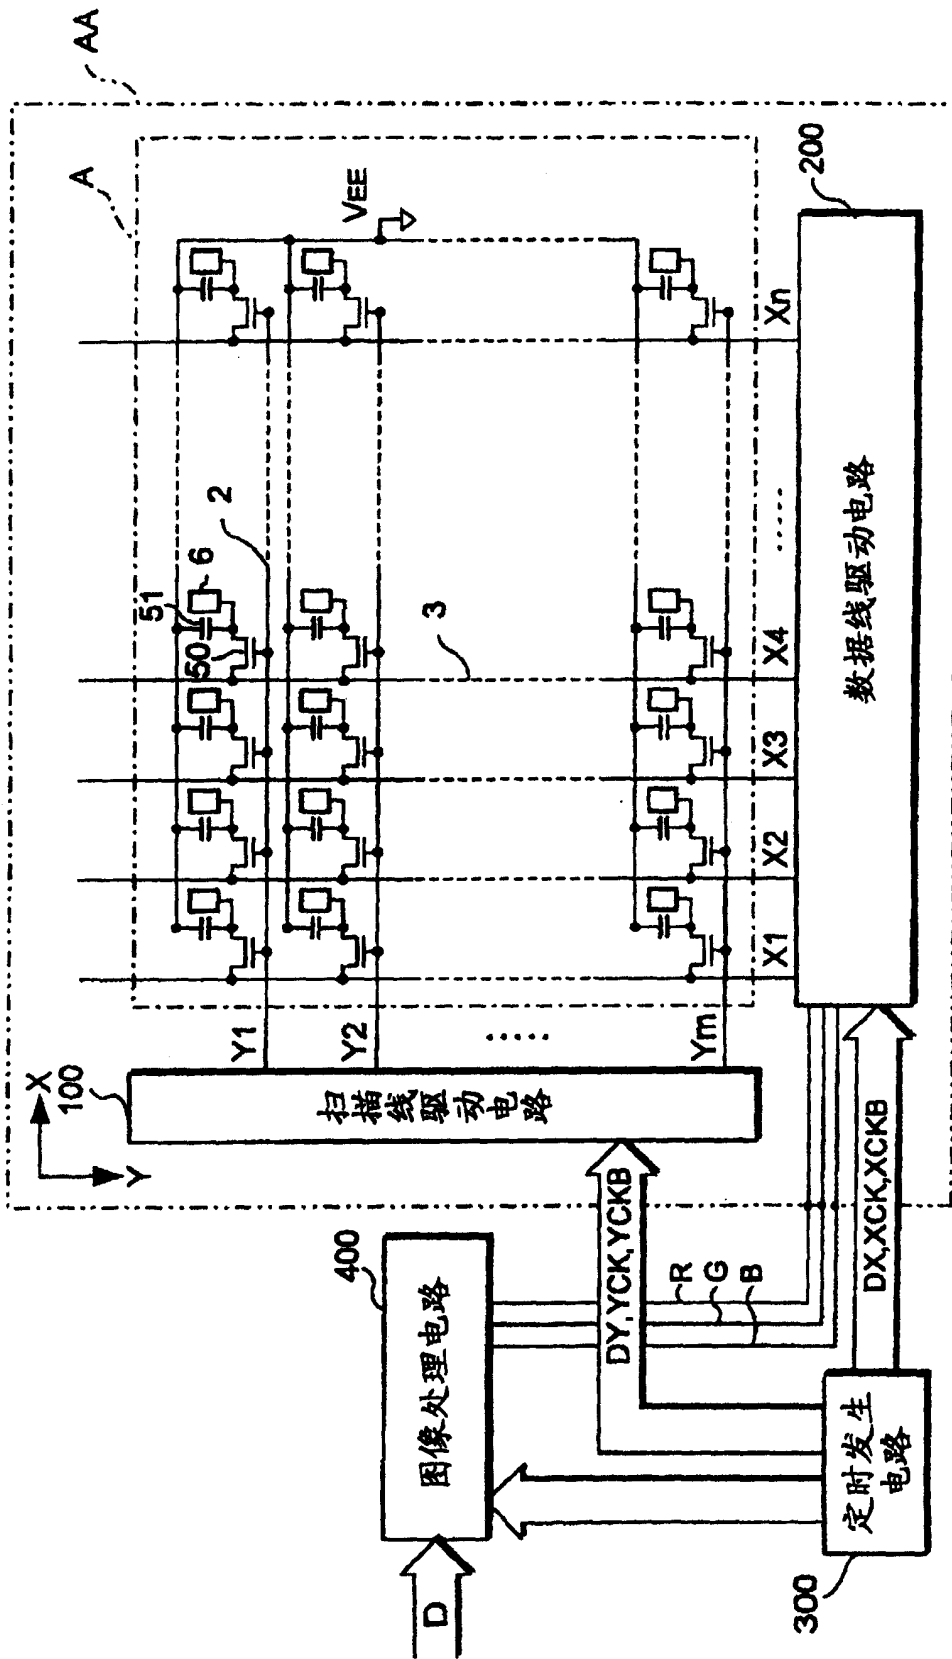 AA
A
VEE
X
Y
100
Y1
Y2
.....
Ym
51
6
50
2
3
X1
X2
X3
X4
.....
Xn
200
扫描线驱动电路
数据线驱动电路
400
图像处理电路
D
DY,YCK,YCKB
R
G
B
DX,XCK,XCKB
定时发生
电路
300